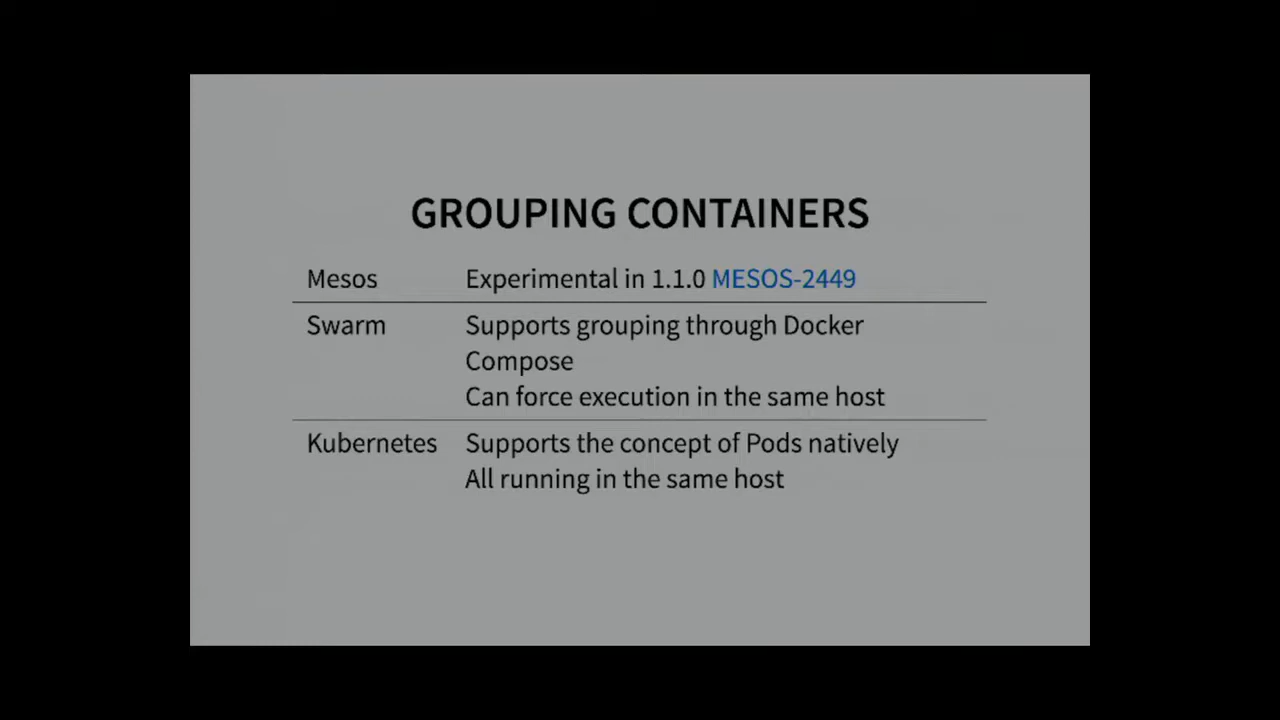 GROUPING CONTAINERS
Mesos Experimental in 1.1.0 MESOS-2449
Swarm Supports grouping through Docker
Compose
Can force execution in the same host
Kubernetes Supports the concept of Pods natively
All running in the same host